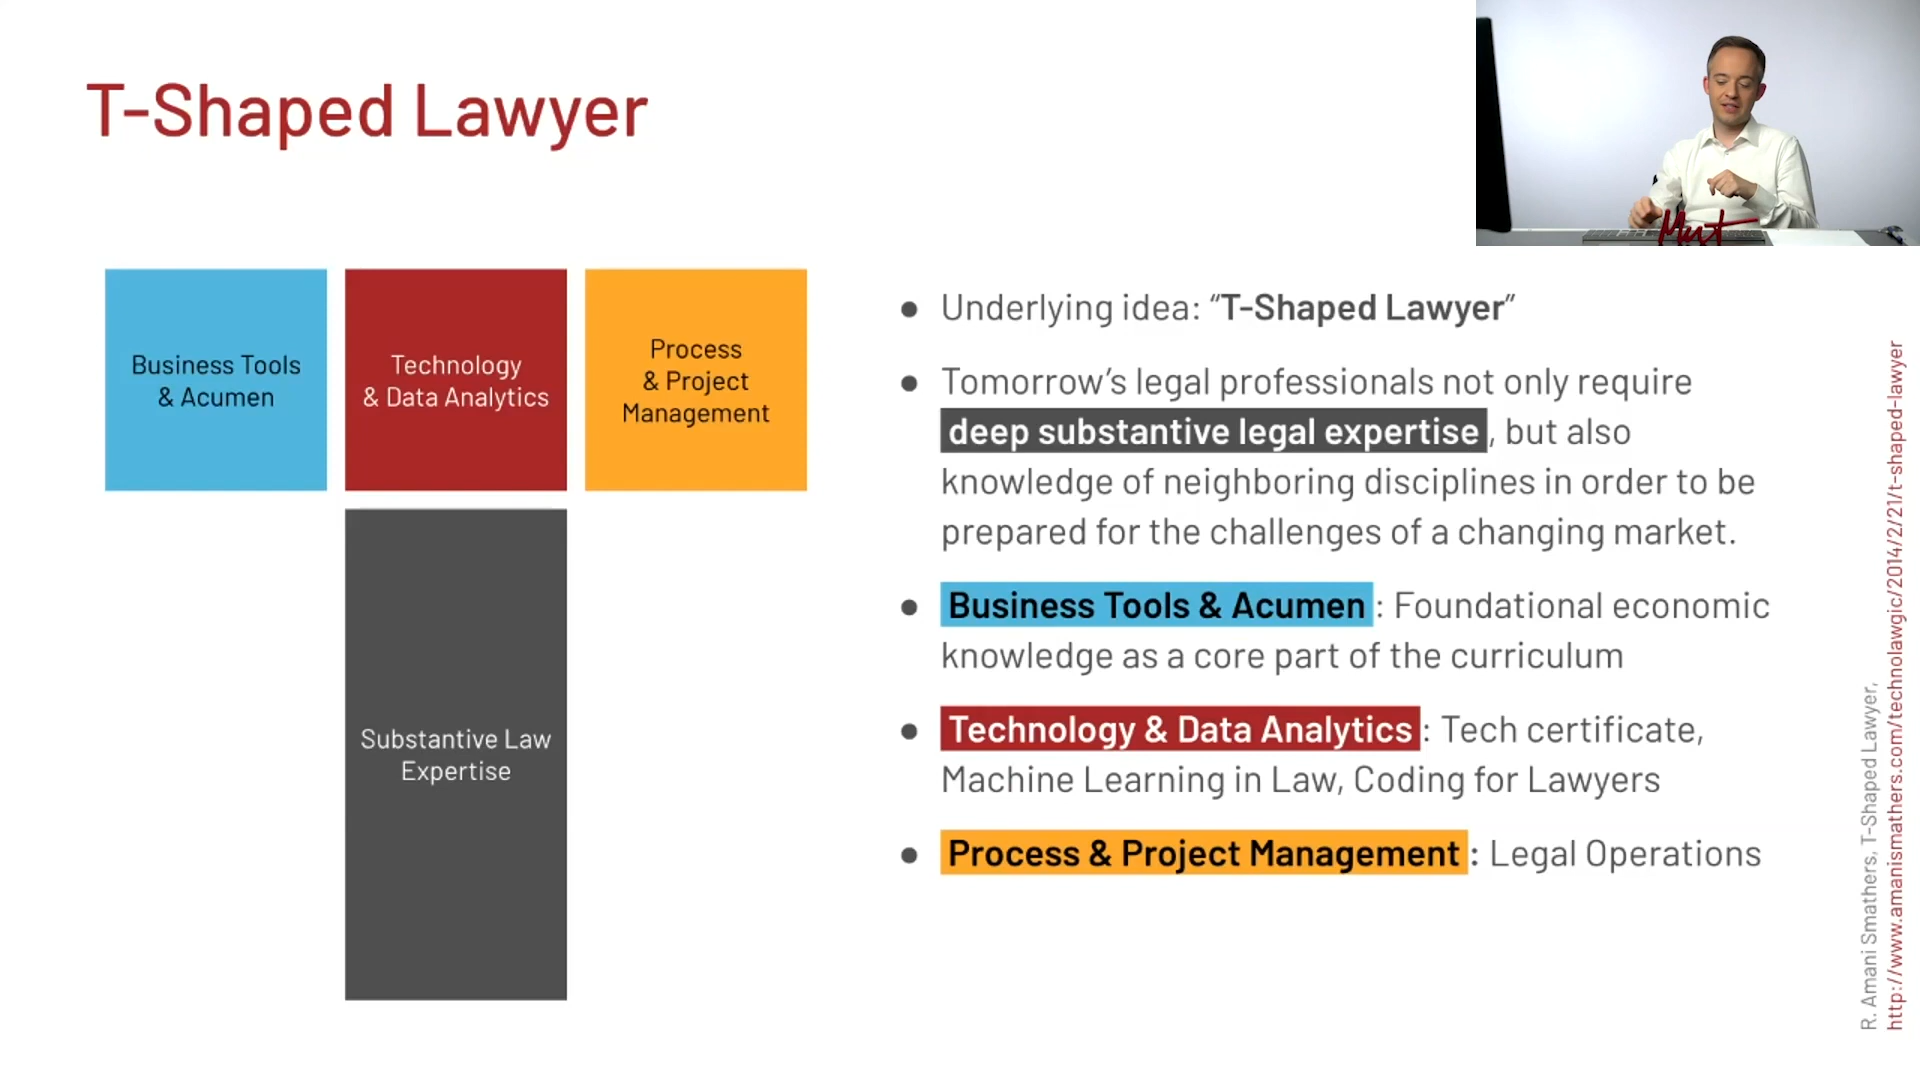 T-Shaped Lawyer
Business Tools
& Acumen
Technology
& Data Analytics
Process
& Project
Management
Substantive Law
Expertise
● Underlying idea: “T-Shaped Lawyer”
● Tomorrow’s legal professionals not only require
deep substantive legal expertise, but also
knowledge of neighboring disciplines in order to be
prepared for the challenges of a changing market.
● Business Tools & Acumen: Foundational economic
knowledge as a core part of the curriculum
● Technology & Data Analytics: Tech certificate,
Machine Learning in Law, Coding for Lawyers
● Process & Project Management: Legal Operations
R. Amani Smathers, T-Shaped Lawyer,
http://www.amanismathers.com/technolawgic/2014/2/21/t-shaped-lawyer